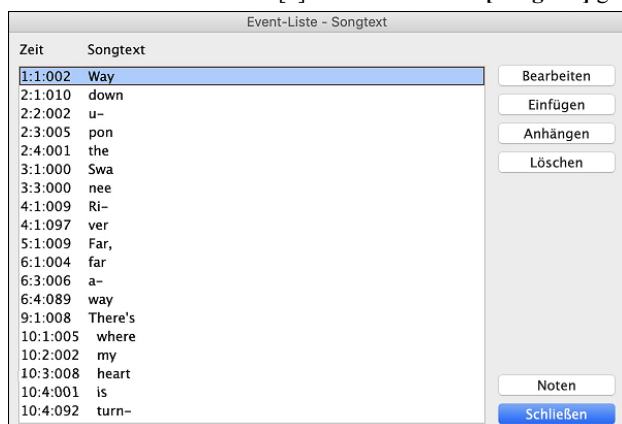 Event-Liste - Songtext
Zeit Songtext
1:1:002 Way
2:1:010 down
2:2:002 u-
2:3:005 pon
2:4:001 the
3:1:000 Swa
3:3:000 nee
4:1:009 Ri-
4:1:097 ver
5:1:009 Far,
6:1:004 far
6:3:006 a-
6:4:089 way
9:1:008 There's
10:1:005 where
10:2:002 my
10:3:008 heart
10:4:001 is
10:4:092 turn-
Bearbeiten
Einfügen
Anhängen
Löschen
Noten
Schließen